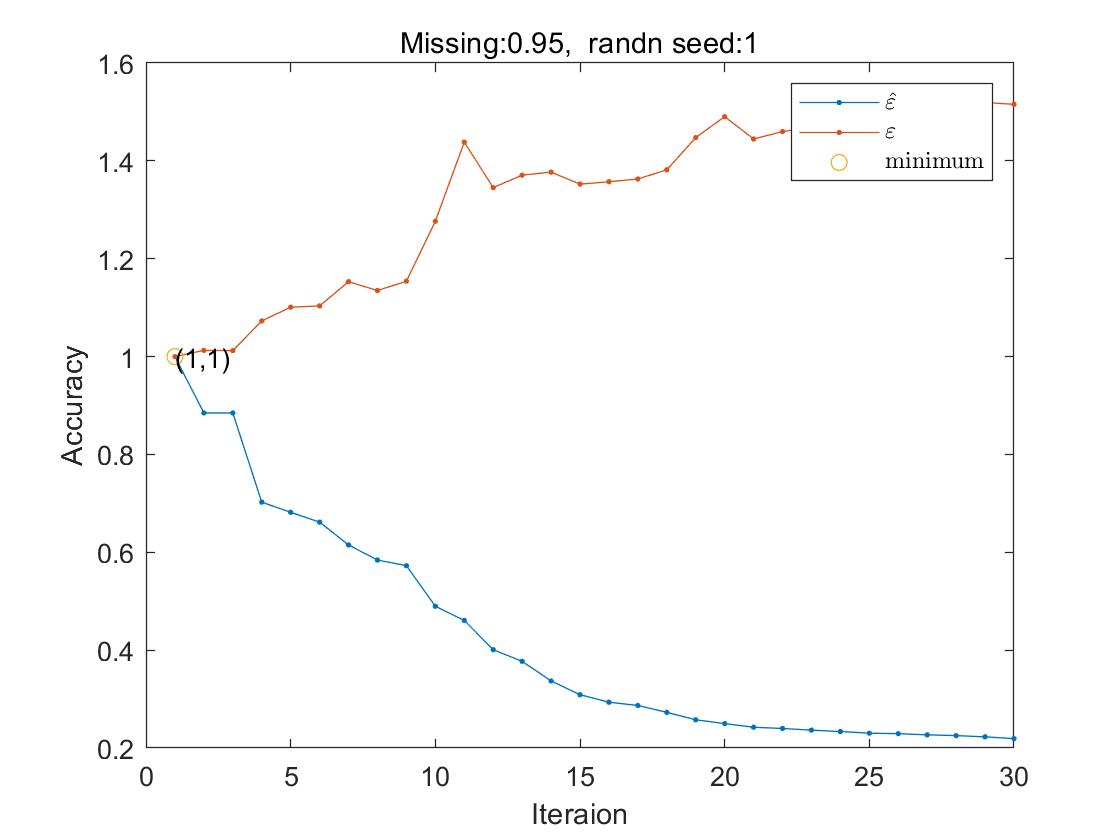 Missing:0.95, randn seed:1
1.6
1.4
1.2
1
0.8
0.6
0.4
0.2
Accuracy
ε̂
ε
minimum
(1,1)
0 5 10 15 20 25 30
Iteraion